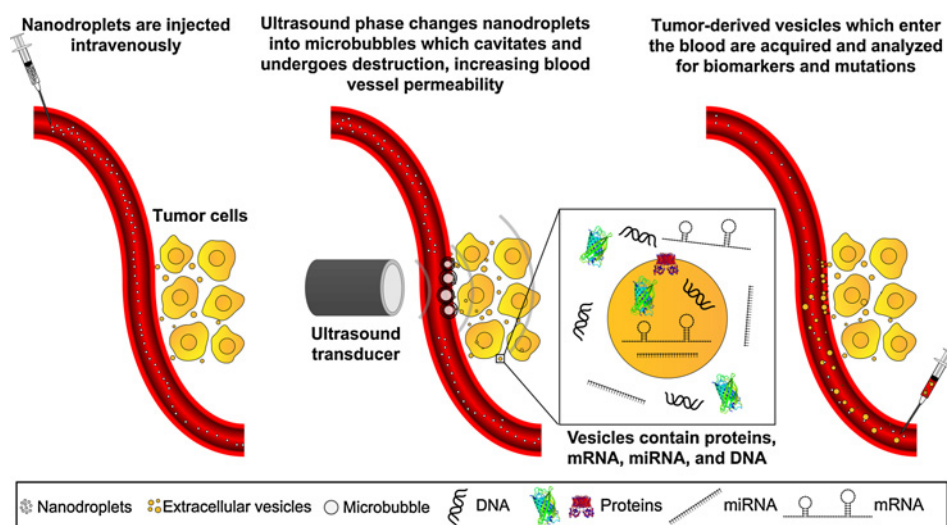 Nanodroplets are injected
intravenously
Ultrasound phase changes nanodroplets
into microbubbles which cavitates and
undergoes destruction, increasing blood
vessel permeability
Tumor-derived vesicles which enter
the blood are acquired and analyzed
for biomarkers and mutations
Tumor cells
Ultrasound
transducer
Vesicles contain proteins,
mRNA, miRNA, and DNA
Nanodroplets
Extracellular vesicles
Microbubble
DNA
Proteins
miRNA
mRNA